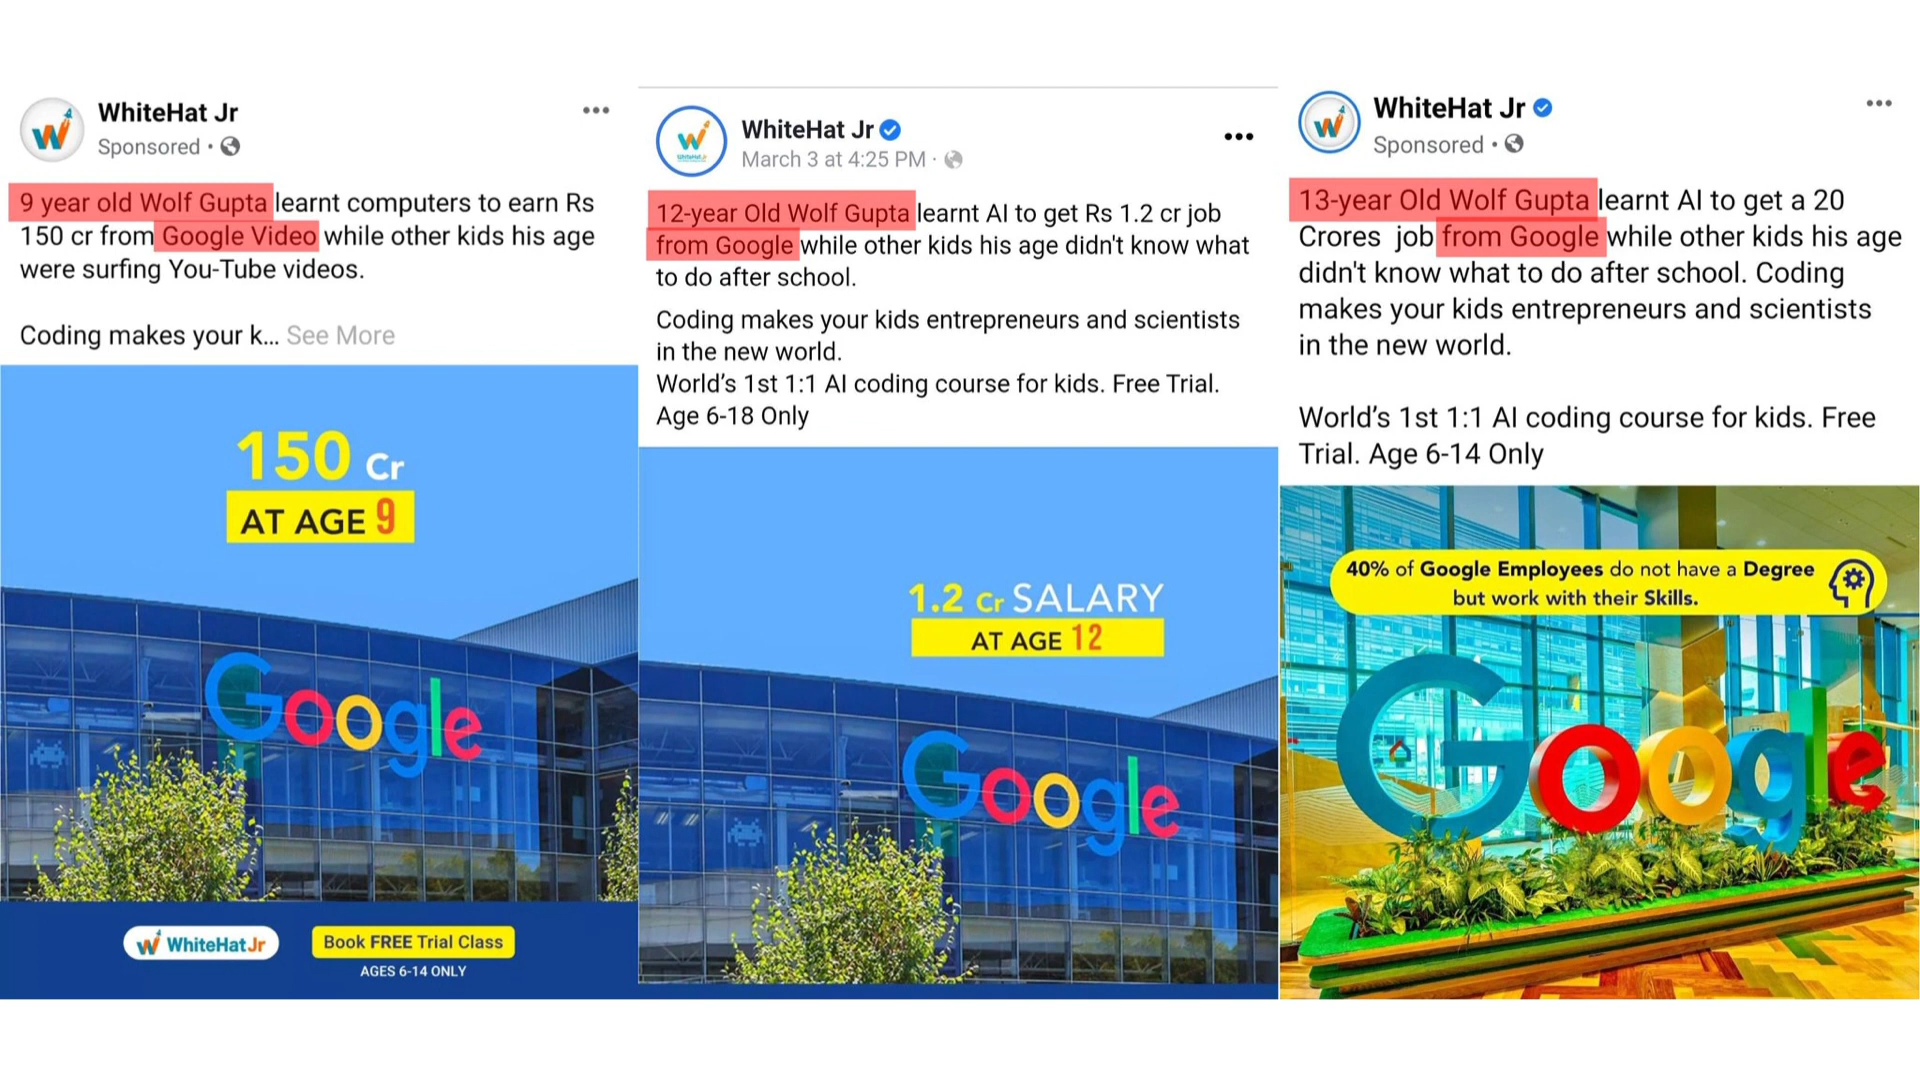 WhiteHat Jr
Sponsored ·
9 year old Wolf Gupta learnt computers to earn Rs
150 cr from Google Video while other kids his age
were surfing You-Tube videos.
Coding makes your k... See More
150 Cr
AT AGE 9
Google
WhiteHat Jr
Book FREE Trial Class
AGES 6-14 ONLY
WhiteHat Jr
March 3 at 4:25 PM ·
12-year Old Wolf Gupta learnt AI to get Rs 1.2 cr job
from Google while other kids his age didn't know what
to do after school.
Coding makes your kids entrepreneurs and scientists
in the new world.
World’s 1st 1:1 AI coding course for kids. Free Trial.
Age 6-18 Only
1.2 Cr SALARY
AT AGE 12
Google
WhiteHat Jr
Sponsored ·
13-year Old Wolf Gupta learnt AI to get a 20
Crores job from Google while other kids his age
didn't know what to do after school. Coding
makes your kids entrepreneurs and scientists
in the new world.
World’s 1st 1:1 AI coding course for kids. Free
Trial. Age 6-14 Only
40% of Google Employees do not have a Degree
but work with their Skills.
Google